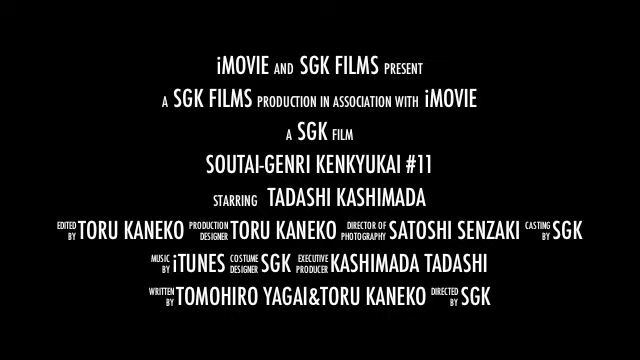 iMOVIE AND SGK FILMS PRESENT
A SGK FILMS PRODUCTION IN ASSOCIATION WITH iMOVIE
A SGK FILM
SOUTAI-GENRI KENKYUKAI #11
STARRING TADASHI KASHIMADA
EDITED BY TORU KANEKO PRODUCTION DESIGNER TORU KANEKO DIRECTOR OF PHOTOGRAPHY SATOSHI SENZAKI CASTING BY SGK
MUSIC BY iTUNES COSTUME DESIGNER SGK EXECUTIVE PRODUCER KASHIMADA TADASHI
WRITTEN BY TOMOHIRO YAGAI&TORU KANEKO DIRECTED BY SGK